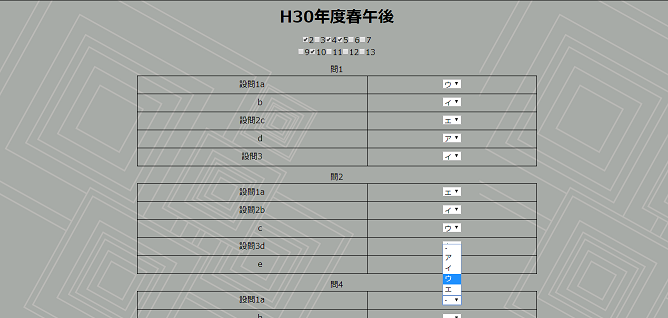 H30年度春午後
2 3 4 5 6 7
9 10 11 12 13
問1
設問1a ウ
b イ
設問2c エ
d ア
設問3 イ
問2
設問1a エ
設問2b イ
c ウ
設問3d -
ア
イ
e ウ
エ
問4
設問1a -